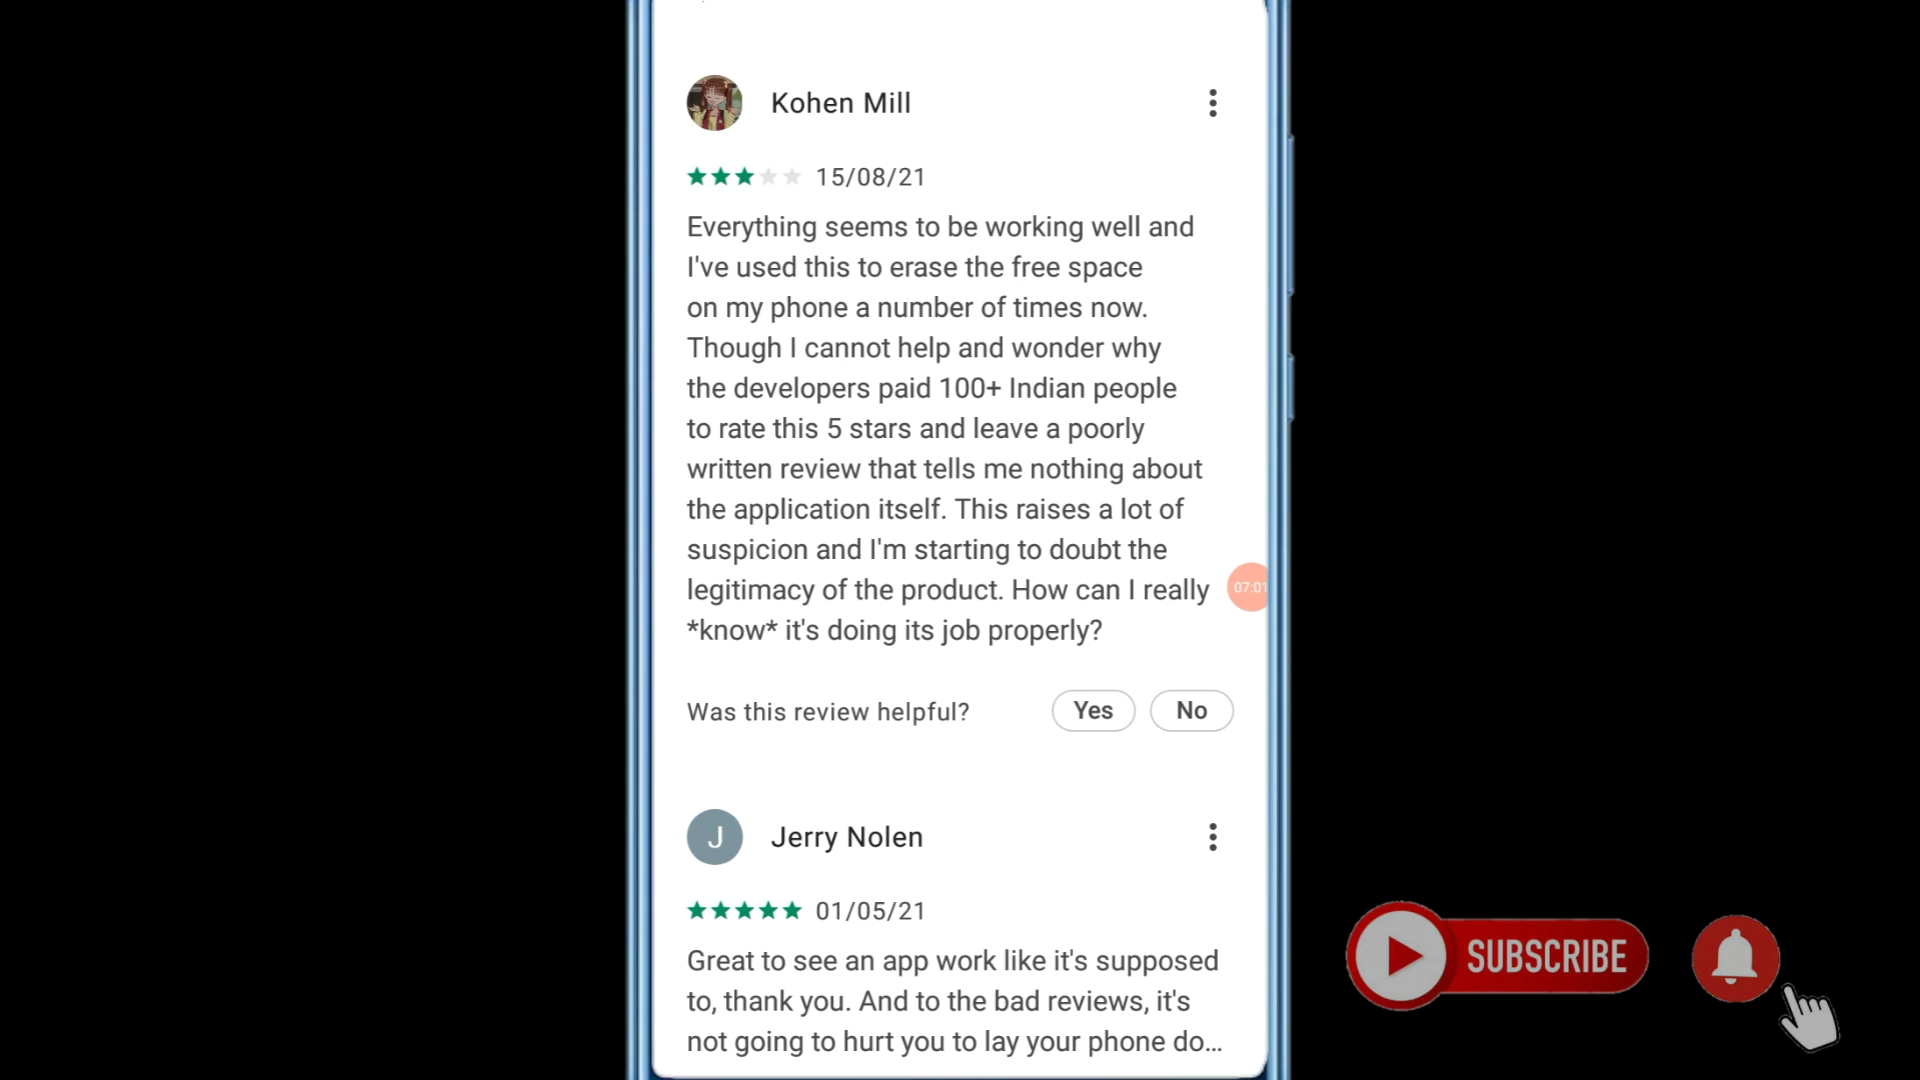 Kohen Mill
15/08/21
Everything seems to be working well and
I've used this to erase the free space
on my phone a number of times now.
Though I cannot help and wonder why
the developers paid 100+ Indian people
to rate this 5 stars and leave a poorly
written review that tells me nothing about
the application itself. This raises a lot of
suspicion and I'm starting to doubt the
legitimacy of the product. How can I really
*know* it's doing its job properly?
07:01
Was this review helpful? Yes No
J Jerry Nolen
01/05/21
Great to see an app work like it's supposed
to, thank you. And to the bad reviews, it's
not going to hurt you to lay your phone do...
SUBSCRIBE